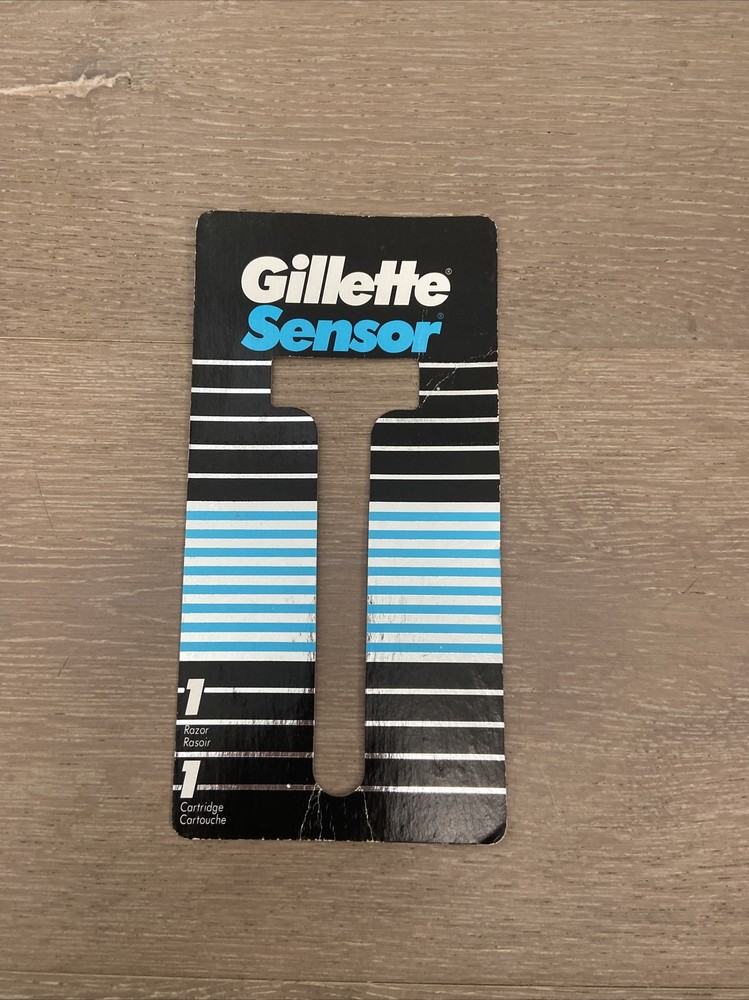 Gillette®
Sensor®
1
Razor
Rasoir
1
Cartridge
Cartouche